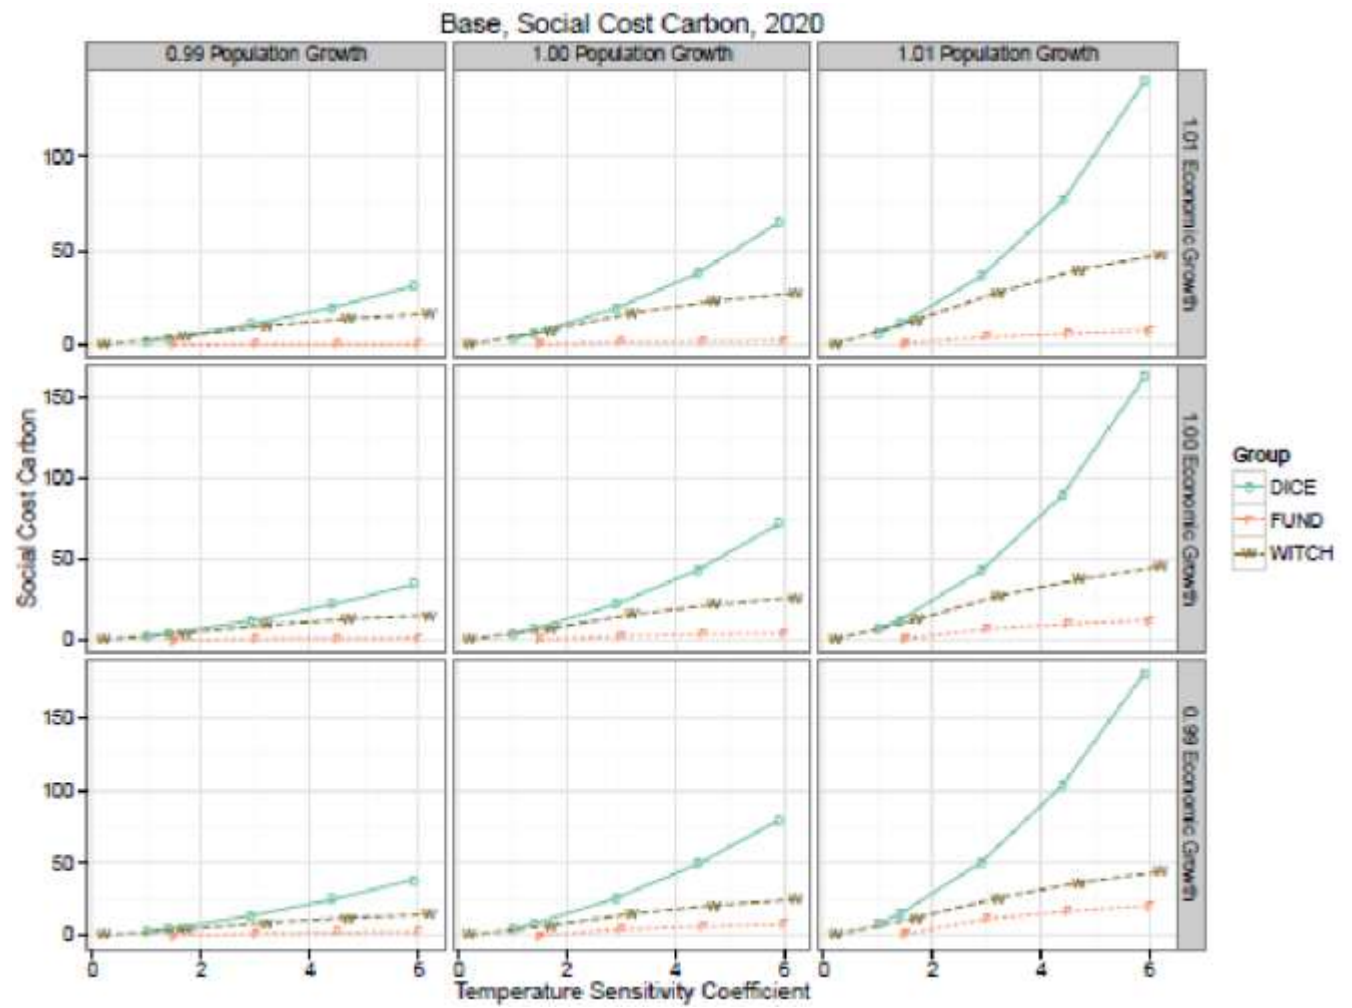 Base, Social Cost Carbon, 2020
0.99 Population Growth
1.00 Population Growth
1.01 Population Growth
100
50
0
1.01 Economic Growth
150
100
50
0
1.00 Economic Growth
150
100
50
0
0.99 Economic Growth
Social Cost Carbon
0 2 4 6
0 2 4 6
0 2 4 6
Temperature Sensitivity Coefficient
Group
DICE
FUND
WITCH